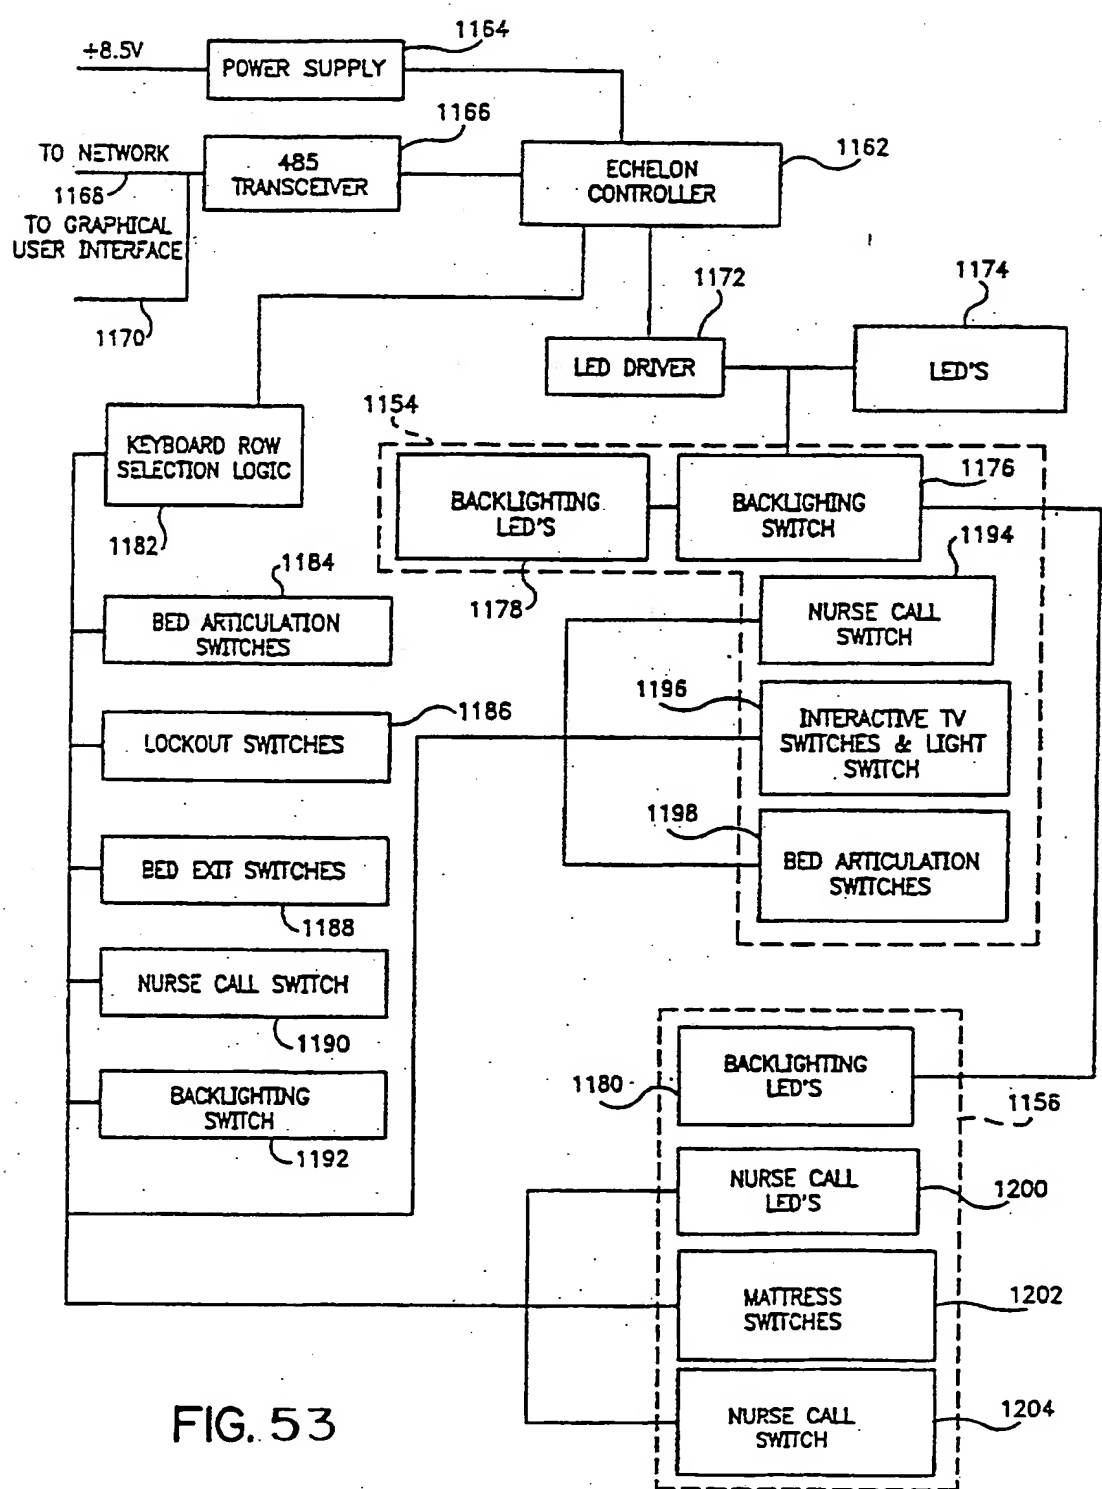 1164
+8.5V
POWER SUPPLY
1166
TO NETWORK
485
TRANSCEIVER
ECHELON
CONTROLLER
1162
1168
TO GRAPHICAL
USER INTERFACE
1170
1172
1174
LED DRIVER
LED'S
1154
KEYBOARD ROW
SELECTION LOGIC
1182
BACKLIGHTING
LED'S
BACKLIGHING
SWITCH
1176
1178
1194
1184
BED ARTICULATION
SWITCHES
NURSE CALL
SWITCH
1186
LOCKOUT SWITCHES
1196
INTERACTIVE TV
SWITCHES & LIGHT
SWITCH
1198
BED EXIT SWITCHES
1188
BED ARTICULATION
SWITCHES
NURSE CALL SWITCH
1190
BACKLIGHTING
SWITCH
1192
1180
BACKLIGHTING
LED'S
1156
NURSE CALL
LED'S
1200
MATTRESS
SWITCHES
1202
NURSE CALL
SWITCH
1204
FIG. 53